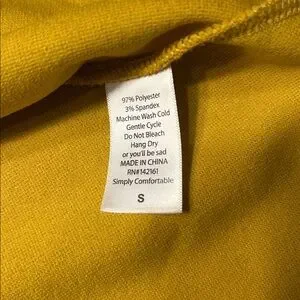 97% Polyester
3% Spandex
Machine Wash Cold
Gentle Cycle
Do Not Bleach
Hang Dry
or you'll be sad
MADE IN CHINA
RN#142161
Simply Comfortable
S